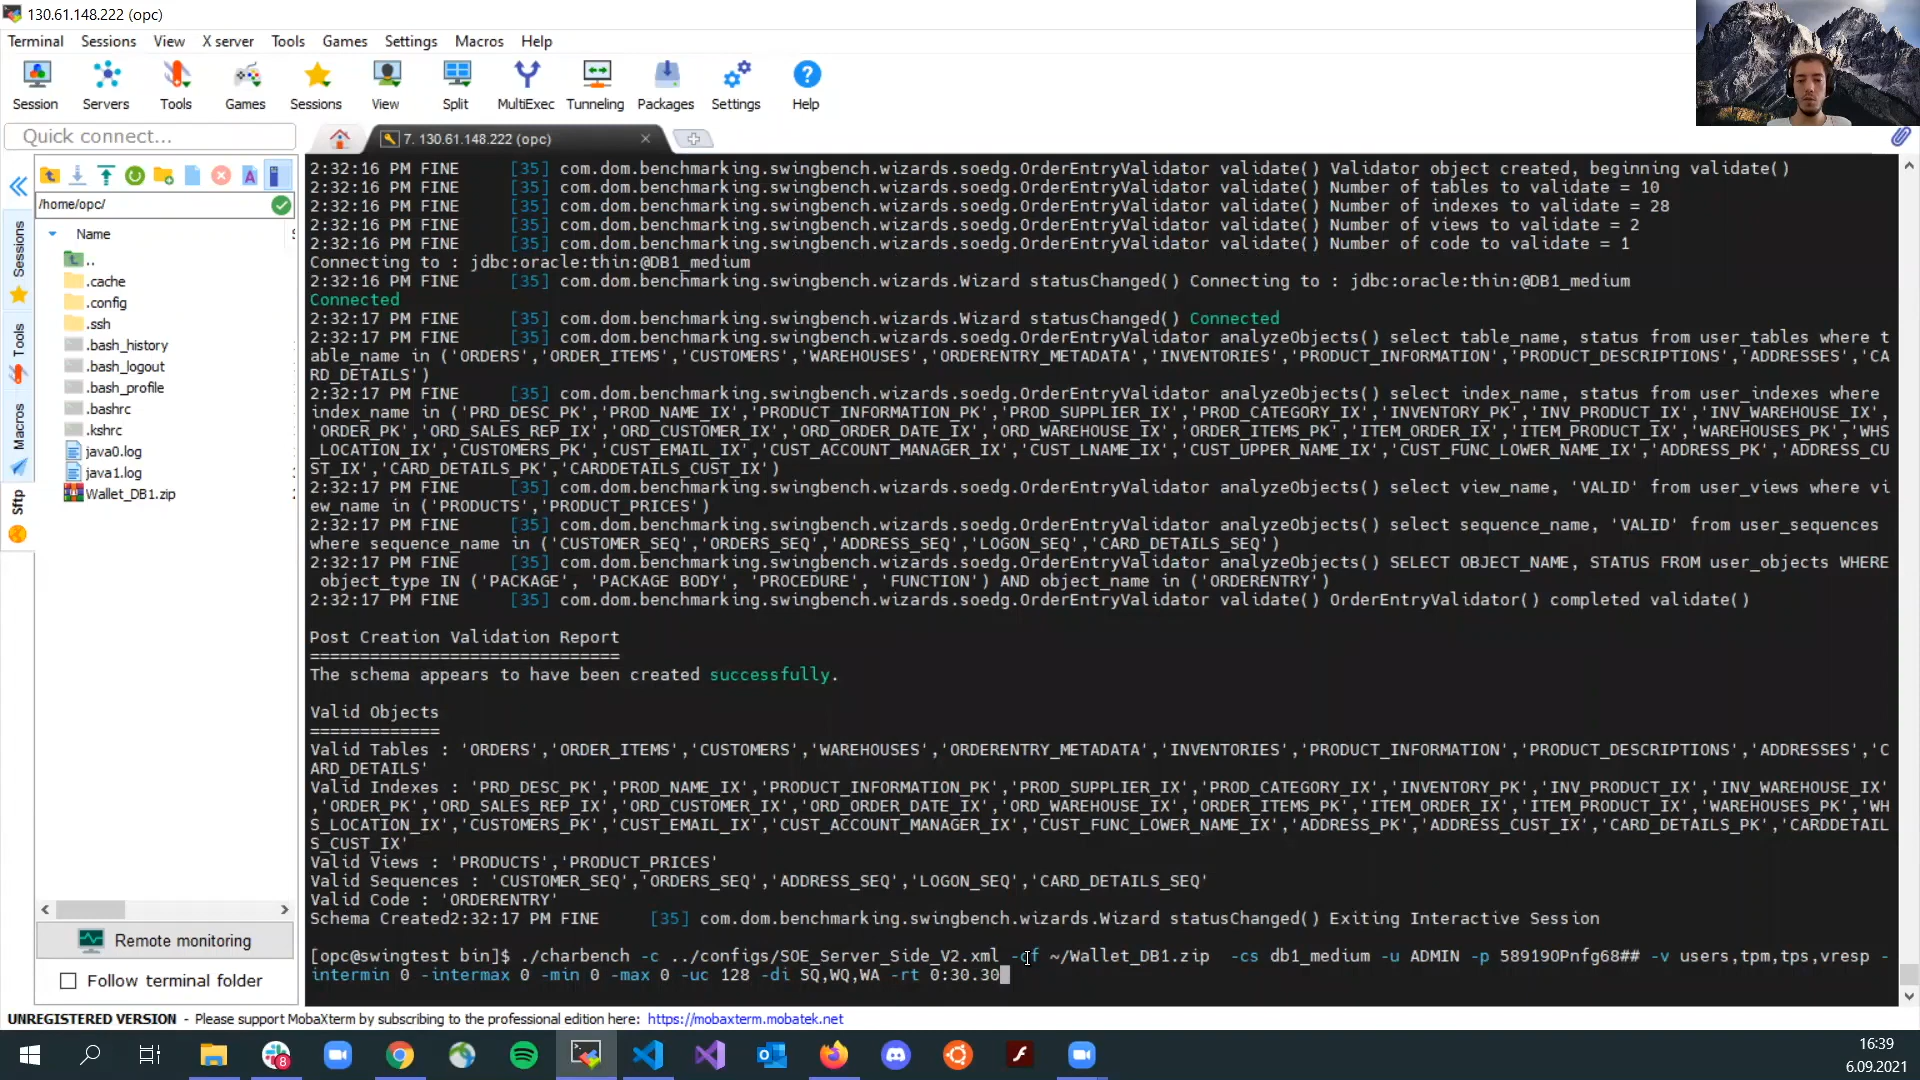 130.61.148.222 (opc)
Terminal Sessions View X server Tools Games Settings Macros Help
Session Servers Tools Games Sessions View Split MultiExec Tunneling Packages Settings Help
Quick connect...
7. 130.61.148.222 (opc)
/home/opc/
Name
..
.cache
.config
.ssh
.bash_history
.bash_logout
.bash_profile
.bashrc
.kshrc
java0.log
java1.log
Wallet_DB1.zip
Sessions
Tools
Macros
Sftp
Remote monitoring
Follow terminal folder
2:32:16 PM FINE [35] com.dom.benchmarking.swingbench.wizards.soedg.OrderEntryValidator validate() Validator object created, beginning validate()
2:32:16 PM FINE [35] com.dom.benchmarking.swingbench.wizards.soedg.OrderEntryValidator validate() Number of tables to validate = 10
2:32:16 PM FINE [35] com.dom.benchmarking.swingbench.wizards.soedg.OrderEntryValidator validate() Number of indexes to validate = 28
2:32:16 PM FINE [35] com.dom.benchmarking.swingbench.wizards.soedg.OrderEntryValidator validate() Number of views to validate = 2
2:32:16 PM FINE [35] com.dom.benchmarking.swingbench.wizards.soedg.OrderEntryValidator validate() Number of code to validate = 1
Connecting to : jdbc:oracle:thin:@DB1_medium
2:32:16 PM FINE [35] com.dom.benchmarking.swingbench.wizards.Wizard statusChanged() Connecting to : jdbc:oracle:thin:@DB1_medium
Connected
2:32:17 PM FINE [35] com.dom.benchmarking.swingbench.wizards.Wizard statusChanged() Connected
2:32:17 PM FINE [35] com.dom.benchmarking.swingbench.wizards.soedg.OrderEntryValidator analyzeObjects() select table_name, status from user_tables where t
able_name in ('ORDERS','ORDER_ITEMS','CUSTOMERS','WAREHOUSES','ORDERENTRY_METADATA','INVENTORIES','PRODUCT_INFORMATION','PRODUCT_DESCRIPTIONS','ADDRESSES','CA
RD_DETAILS')
2:32:17 PM FINE [35] com.dom.benchmarking.swingbench.wizards.soedg.OrderEntryValidator analyzeObjects() select index_name, status from user_indexes where
index_name in ('PRD_DESC_PK','PROD_NAME_IX','PRODUCT_INFORMATION_PK','PROD_SUPPLIER_IX','PROD_CATEGORY_IX','INVENTORY_PK','INV_PRODUCT_IX','INV_WAREHOUSE_IX',
'ORDER_PK','ORD_SALES_REP_IX','ORD_CUSTOMER_IX','ORD_ORDER_DATE_IX','ORD_WAREHOUSE_IX','ORDER_ITEMS_PK','ITEM_ORDER_IX','ITEM_PRODUCT_IX','WAREHOUSES_PK','WHS
_LOCATION_IX','CUSTOMERS_PK','CUST_EMAIL_IX','CUST_ACCOUNT_MANAGER_IX','CUST_LNAME_IX','CUST_UPPER_NAME_IX','CUST_FUNC_LOWER_NAME_IX','ADDRESS_PK','ADDRESS_CU
ST_IX','CARD_DETAILS_PK','CARDDETAILS_CUST_IX')
2:32:17 PM FINE [35] com.dom.benchmarking.swingbench.wizards.soedg.OrderEntryValidator analyzeObjects() select view_name, 'VALID' from user_views where vi
ew_name in ('PRODUCTS','PRODUCT_PRICES')
2:32:17 PM FINE [35] com.dom.benchmarking.swingbench.wizards.soedg.OrderEntryValidator analyzeObjects() select sequence_name, 'VALID' from user_sequences
where sequence_name in ('CUSTOMER_SEQ','ORDERS_SEQ','ADDRESS_SEQ','LOGON_SEQ','CARD_DETAILS_SEQ')
2:32:17 PM FINE [35] com.dom.benchmarking.swingbench.wizards.soedg.OrderEntryValidator analyzeObjects() SELECT OBJECT_NAME, STATUS FROM user_objects WHERE
object_type IN ('PACKAGE', 'PACKAGE BODY', 'PROCEDURE', 'FUNCTION') AND object_name in ('ORDERENTRY')
2:32:17 PM FINE [35] com.dom.benchmarking.swingbench.wizards.soedg.OrderEntryValidator validate() OrderEntryValidator() completed validate()
Post Creation Validation Report
===============================
The schema appears to have been created successfully.
Valid Objects
=============
Valid Tables : 'ORDERS','ORDER_ITEMS','CUSTOMERS','WAREHOUSES','ORDERENTRY_METADATA','INVENTORIES','PRODUCT_INFORMATION','PRODUCT_DESCRIPTIONS','ADDRESSES','C
ARD_DETAILS'
Valid Indexes : 'PRD_DESC_PK','PROD_NAME_IX','PRODUCT_INFORMATION_PK','PROD_SUPPLIER_IX','PROD_CATEGORY_IX','INVENTORY_PK','INV_PRODUCT_IX','INV_WAREHOUSE_IX'
,'ORDER_PK','ORD_SALES_REP_IX','ORD_CUSTOMER_IX','ORD_ORDER_DATE_IX','ORD_WAREHOUSE_IX','ORDER_ITEMS_PK','ITEM_ORDER_IX','ITEM_PRODUCT_IX','WAREHOUSES_PK','WH
S_LOCATION_IX','CUSTOMERS_PK','CUST_EMAIL_IX','CUST_ACCOUNT_MANAGER_IX','CUST_FUNC_LOWER_NAME_IX','ADDRESS_PK','ADDRESS_CUST_IX','CARD_DETAILS_PK','CARDDETAIL
S_CUST_IX'
Valid Views : 'PRODUCTS','PRODUCT_PRICES'
Valid Sequences : 'CUSTOMER_SEQ','ORDERS_SEQ','ADDRESS_SEQ','LOGON_SEQ','CARD_DETAILS_SEQ'
Valid Code : 'ORDERENTRY'
Schema Created2:32:17 PM FINE [35] com.dom.benchmarking.swingbench.wizards.Wizard statusChanged() Exiting Interactive Session
[opc@swingtest bin]$ ./charbench -c ../configs/SOE_Server_Side_V2.xml -cf ~/Wallet_DB1.zip -cs db1_medium -u ADMIN -p 589190Pnfg68## -v users,tpm,tps,vresp -
intermin 0 -intermax 0 -min 0 -max 0 -uc 128 -di SQ,WQ,WA -rt 0:30.30
UNREGISTERED VERSION - Please support MobaXterm by subscribing to the professional edition here: https://mobaxterm.mobatek.net
8
16:39
6.09.2021